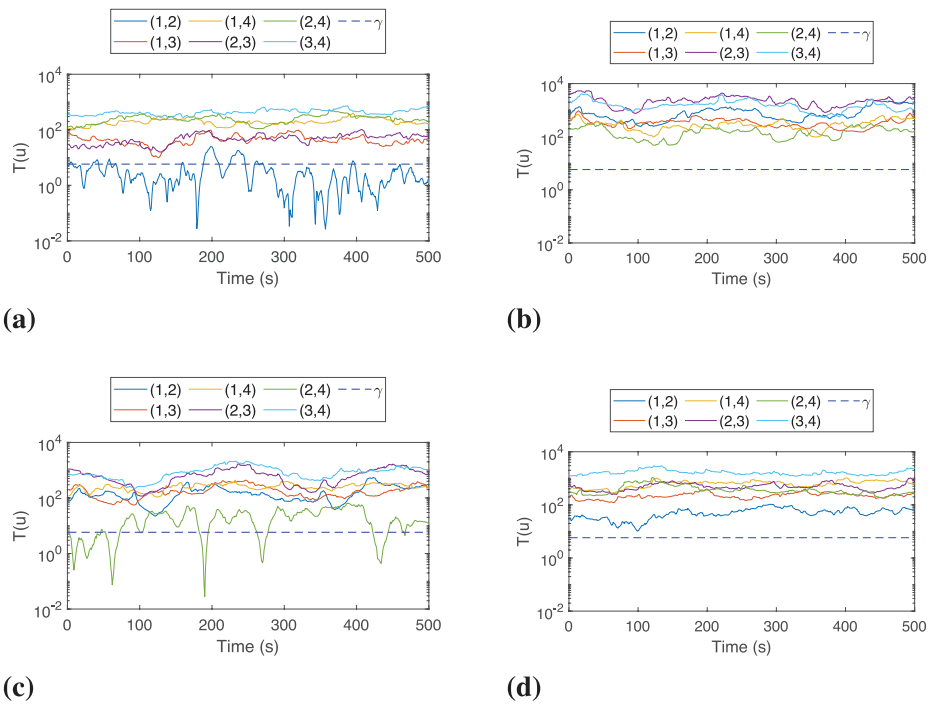 (1,2) (1,4) (2,4) γ
(1,3) (2,3) (3,4)
10^4
10^2
10^0
10^-2
T(u)
0 100 200 300 400 500
Time (s)
(a)
(1,2) (1,4) (2,4) γ
(1,3) (2,3) (3,4)
10^4
10^2
10^0
10^-2
T(u)
0 100 200 300 400 500
Time (s)
(b)
(1,2) (1,4) (2,4) γ
(1,3) (2,3) (3,4)
10^4
10^2
10^0
10^-2
T(u)
0 100 200 300 400 500
Time (s)
(c)
(1,2) (1,4) (2,4) γ
(1,3) (2,3) (3,4)
10^4
10^2
10^0
10^-2
T(u)
0 100 200 300 400 500
Time (s)
(d)